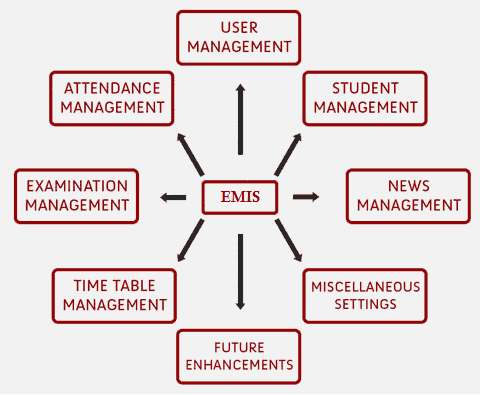 USER
MANAGEMENT
ATTENDANCE
MANAGEMENT
STUDENT
MANAGEMENT
EXAMINATION
MANAGEMENT
EMIS
NEWS
MANAGEMENT
TIME TABLE
MANAGEMENT
MISCELLANEOUS
SETTINGS
FUTURE
ENHANCEMENTS